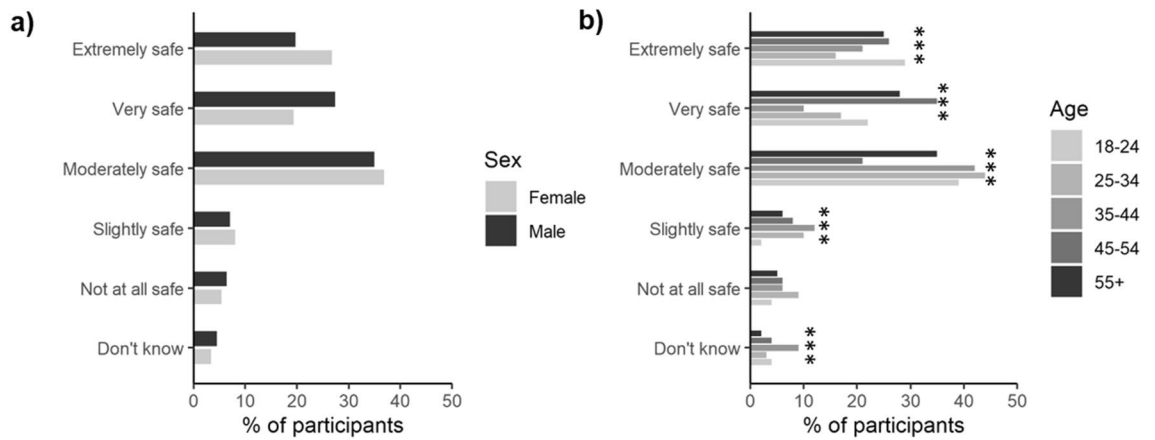 a)
Extremely safe
Very safe
Moderately safe
Slightly safe
Not at all safe
Don't know
0 10 20 30 40 50
% of participants
Sex
Female
Male
b)
Extremely safe
***
Very safe
***
Moderately safe
***
Slightly safe
***
Not at all safe
Don't know
***
0 10 20 30 40 50
% of participants
Age
18-24
25-34
35-44
45-54
55+